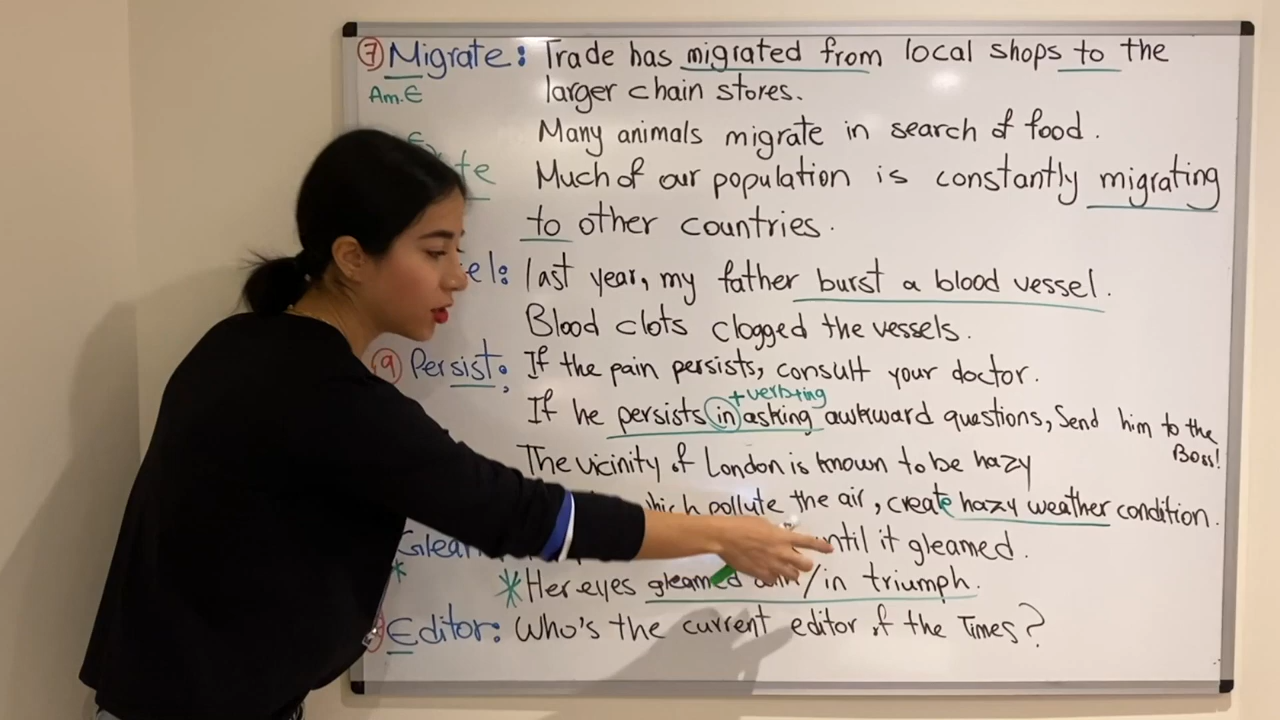 7 Migrate: Trade has migrated from local shops to the
Am.E larger chain stores.
Many animals migrate in search of food.
Much of our population is constantly migrating
to other countries.
last year, my father burst a blood vessel.
Blood clots clogged the vessels.
9 Persist: If the pain persists, consult your doctor.
+verb+ing
If he persists in asking awkward questions, Send him to the
Boss!
The vicinity of London is known to be hazy
pollute the air, create hazy weather condition.
Gleam until it gleamed.
* *Her eyes gleamed /in triumph.
Editor: Who's the current editor of the Times?